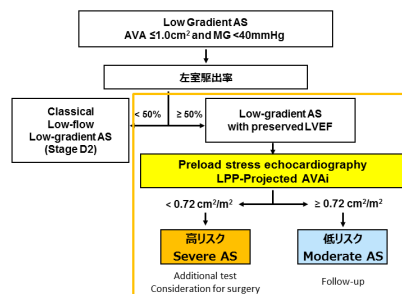 Low Gradient AS
AVA ≤1.0cm² and MG <40mmHg
左室駆出率
Classical
Low-flow
Low-gradient AS
(Stage D2)
< 50%
≥ 50%
Low-gradient AS
with preserved LVEF
Preload stress echocardiography
LPP-Projected AVAi
< 0.72 cm²/m²
≥ 0.72 cm²/m²
高リスク
Severe AS
低リスク
Moderate AS
Additional test
Consideration for surgery
Follow-up